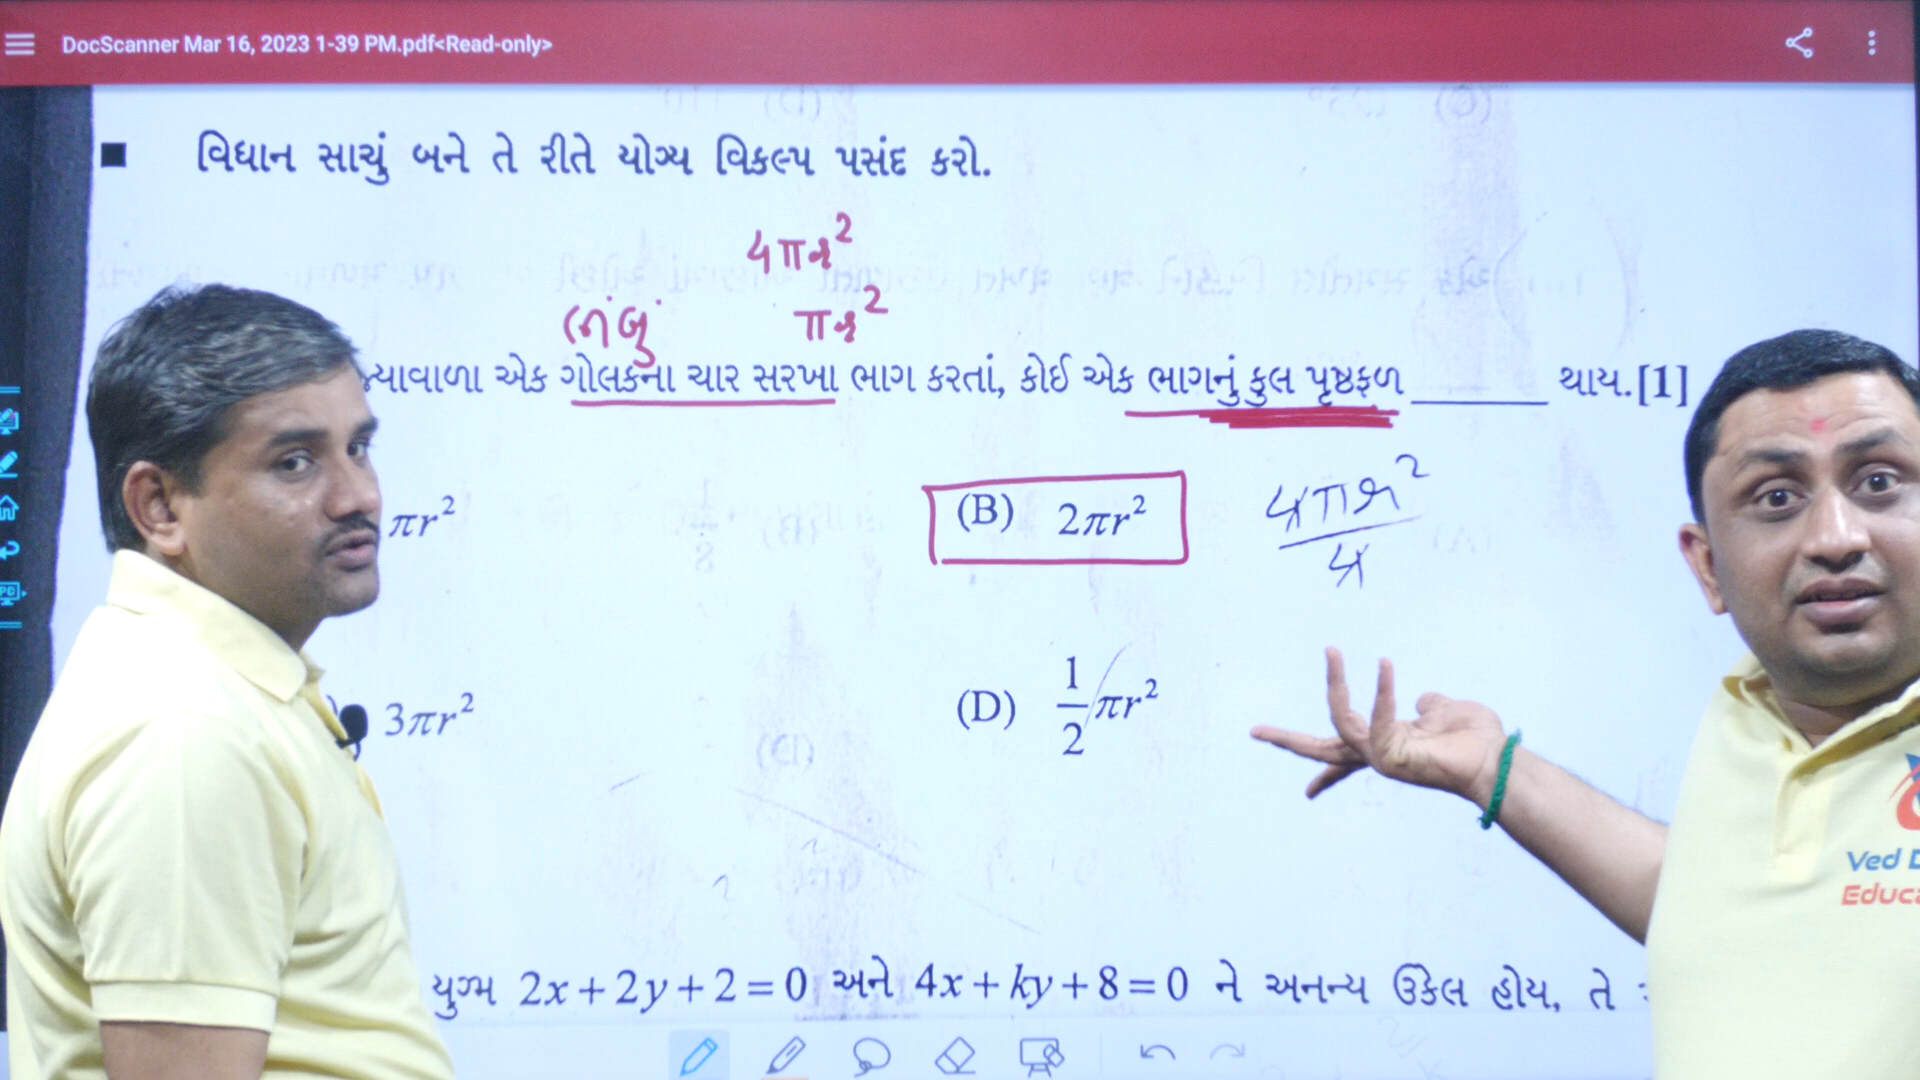 DocScanner Mar 16, 2023 1-39 PM.pdf<Read-only>
■ વિધાન સાચું બને તે રીતે યોગ્ય વિકલ્પ પસંદ કરો.
4πr²
πr²
જ્યાવાળા એક ગોલકના ચાર સરખા ભાગ કરતાં, કોઈ એક ભાગનું કુલ પૃષ્ઠફળ ______ થાય.[1]
πr²
(B) 2πr²
4πr²/4
3πr²
(D) 1/2 πr²
Ved
Educa
યુગ્મ 2x+2y+2=0 અને 4x+ky+8=0 ને અનન્ય ઉકેલ હોય, તે